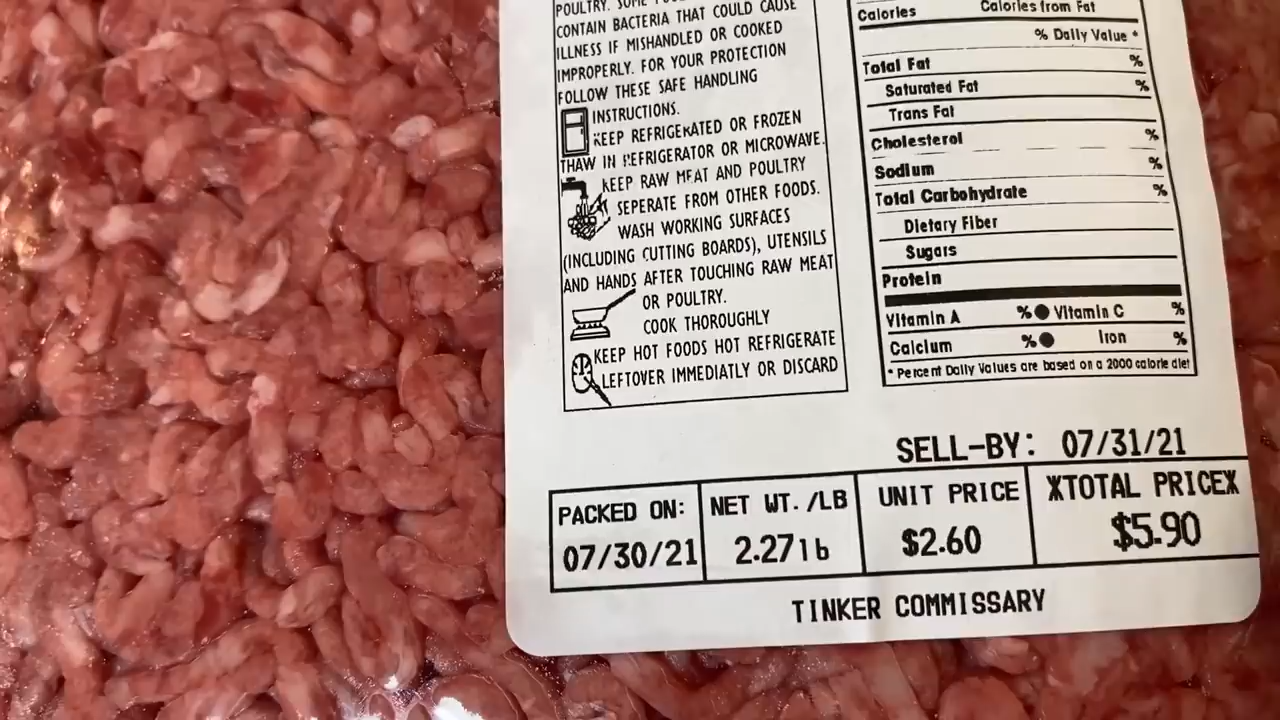 POULTRY. SOME
CONTAIN BACTERIA THAT COULD CAUSE
ILLNESS IF MISHANDLED OR COOKED
IMPROPERLY. FOR YOUR PROTECTION
FOLLOW THESE SAFE HANDLING
INSTRUCTIONS.
KEEP REFRIGERATED OR FROZEN
THAW IN REFRIGERATOR OR MICROWAVE.
KEEP RAW MEAT AND POULTRY
SEPERATE FROM OTHER FOODS.
WASH WORKING SURFACES
(INCLUDING CUTTING BOARDS), UTENSILS
AND HANDS AFTER TOUCHING RAW MEAT
OR POULTRY.
COOK THOROUGHLY
KEEP HOT FOODS HOT REFRIGERATE
LEFTOVER IMMEDIATLY OR DISCARD
Calories Calories from Fat
% Daily Value *
Total Fat %
Saturated Fat %
Trans Fat
Cholesterol %
Sodium %
Total Carbohydrate %
Dietary Fiber
Sugars
Protein
Vitamin A % ● Vitamin C %
Calcium % ● Iron %
* Percent Daily Values are based on a 2000 calorie diet
SELL-BY: 07/31/21
PACKED ON: NET WT. /LB UNIT PRICE *TOTAL PRICE*
07/30/21 2.27lb $2.60 $5.90
TINKER COMMISSARY